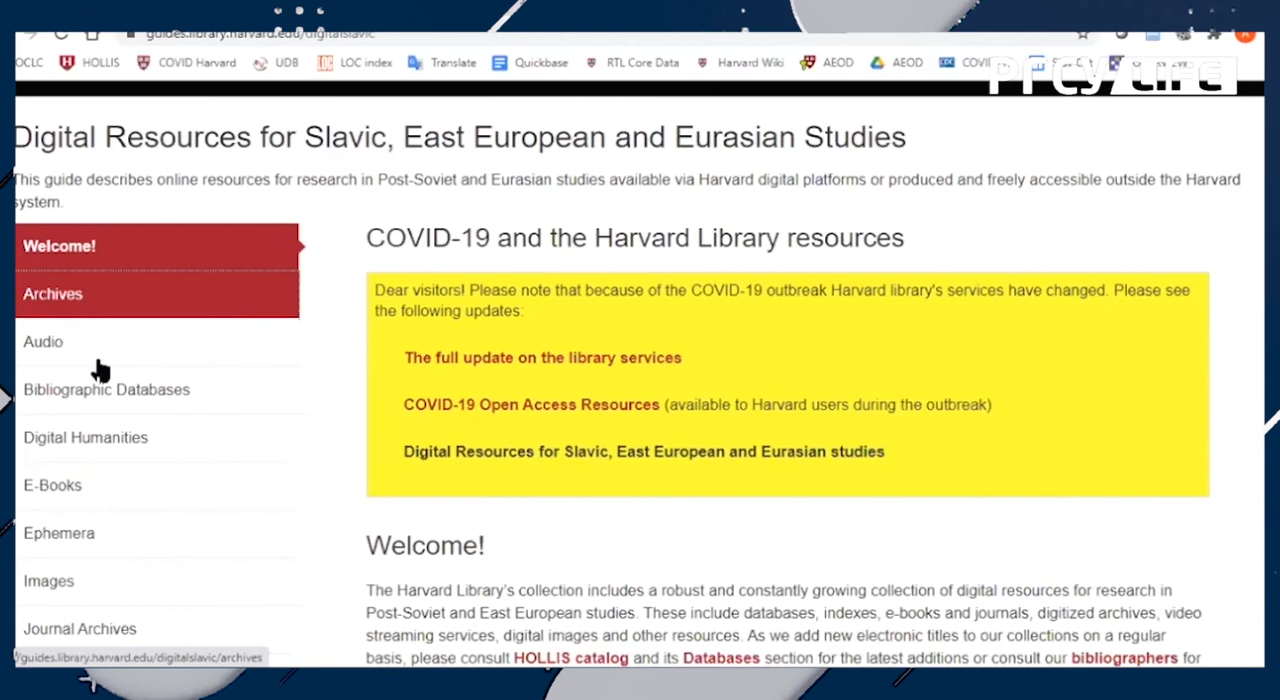 guides.library.harvard.edu/digitalslavic
OCLC HOLLIS COVID Harvard UDB LOC index Translate Quickbase RTL Core Data Harvard Wiki AEOD AEOD
LIFE
Digital Resources for Slavic, East European and Eurasian Studies
This guide describes online resources for research in Post-Soviet and Eurasian studies available via Harvard digital platforms or produced and freely accessible outside the Harvard
system.
Welcome!
Archives
Audio
Bibliographic Databases
Digital Humanities
E-Books
Ephemera
Images
Journal Archives
/guides.library.harvard.edu/digitalslavic/archives
COVID-19 and the Harvard Library resources
Dear visitors! Please note that because of the COVID-19 outbreak Harvard library's services have changed. Please see
the following updates:
The full update on the library services
COVID-19 Open Access Resources (available to Harvard users during the outbreak)
Digital Resources for Slavic, East European and Eurasian studies
Welcome!
The Harvard Library's collection includes a robust and constantly growing collection of digital resources for research in
Post-Soviet and East European studies. These include databases, indexes, e-books and journals, digitized archives, video
streaming services, digital images and other resources. As we add new electronic titles to our collections on a regular
basis, please consult HOLLIS catalog and its Databases section for the latest additions or consult our bibliographers for